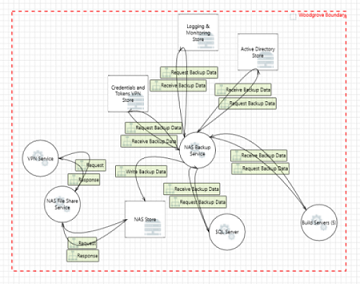 Woodgrove Boundary
Logging &
Monitoring
Store
Active Directory
Store
Request Backup Data
Receive Backup Data
Credentials and
Tokens VPN
Store
Receive Backup Data
Request Backup Data
Request Backup Data
Receive Backup Data
NAS Backup
Service
VPN Service
Receive Backup Data
Request Backup Data
Request
Response
Write Backup Data
Receive Backup Data
Request Backup Data
NAS File Share
Service
NAS Store
SQL Server
Build Servers (5)
Request
Response